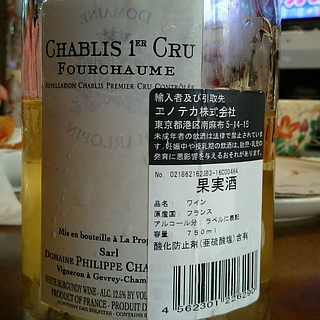 DOMAINE
CHABLIS 1ER CRU
FOURCHAUME
APPELLATION CHABLIS PREMIER CRU CONTRÔLÉE
CHARLOPIN
Mis en bouteille à La Prop
Sarl
DOMAINE PHILIPPE CHA
Vigneron à Gevrey-Cham
WHITE BURGUNDY WINE - ALC. 12.5% BY VOL
PRODUCT OF FRANCE - PRODUIT D
輸入者及び引取先
エノテカ株式会社
東京都港区南麻布5-14-15
未成年者の飲酒は法律で禁止されています。
妊娠中や授乳期の飲酒は、胎児・乳児の
発育に悪影響を与えるおそれがあります。
果実酒
品名: ワイン
原産国: フランス
アルコール分: ラベルに表記
容量: 750ml
酸化防止剤(亜硫酸塩)含有
4 562301 226290